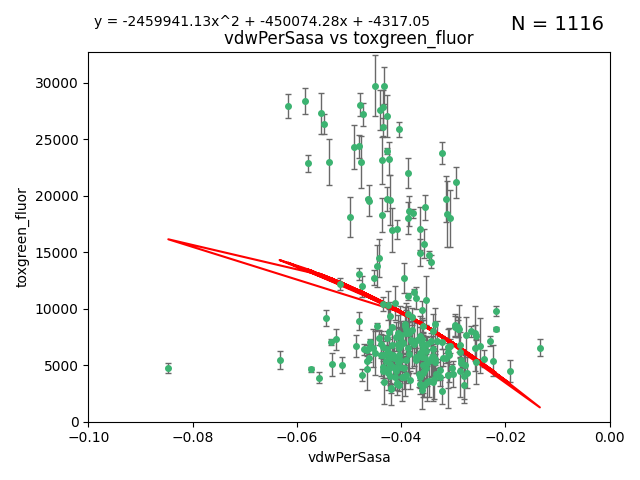 y = -2459941.13x^2 + -450074.28x + -4317.05
N = 1116
vdwPerSasa vs toxgreen_fluor
30000
25000
20000
15000
10000
5000
0
toxgreen_fluor
−0.10
−0.08
−0.06
−0.04
−0.02
0.00
vdwPerSasa